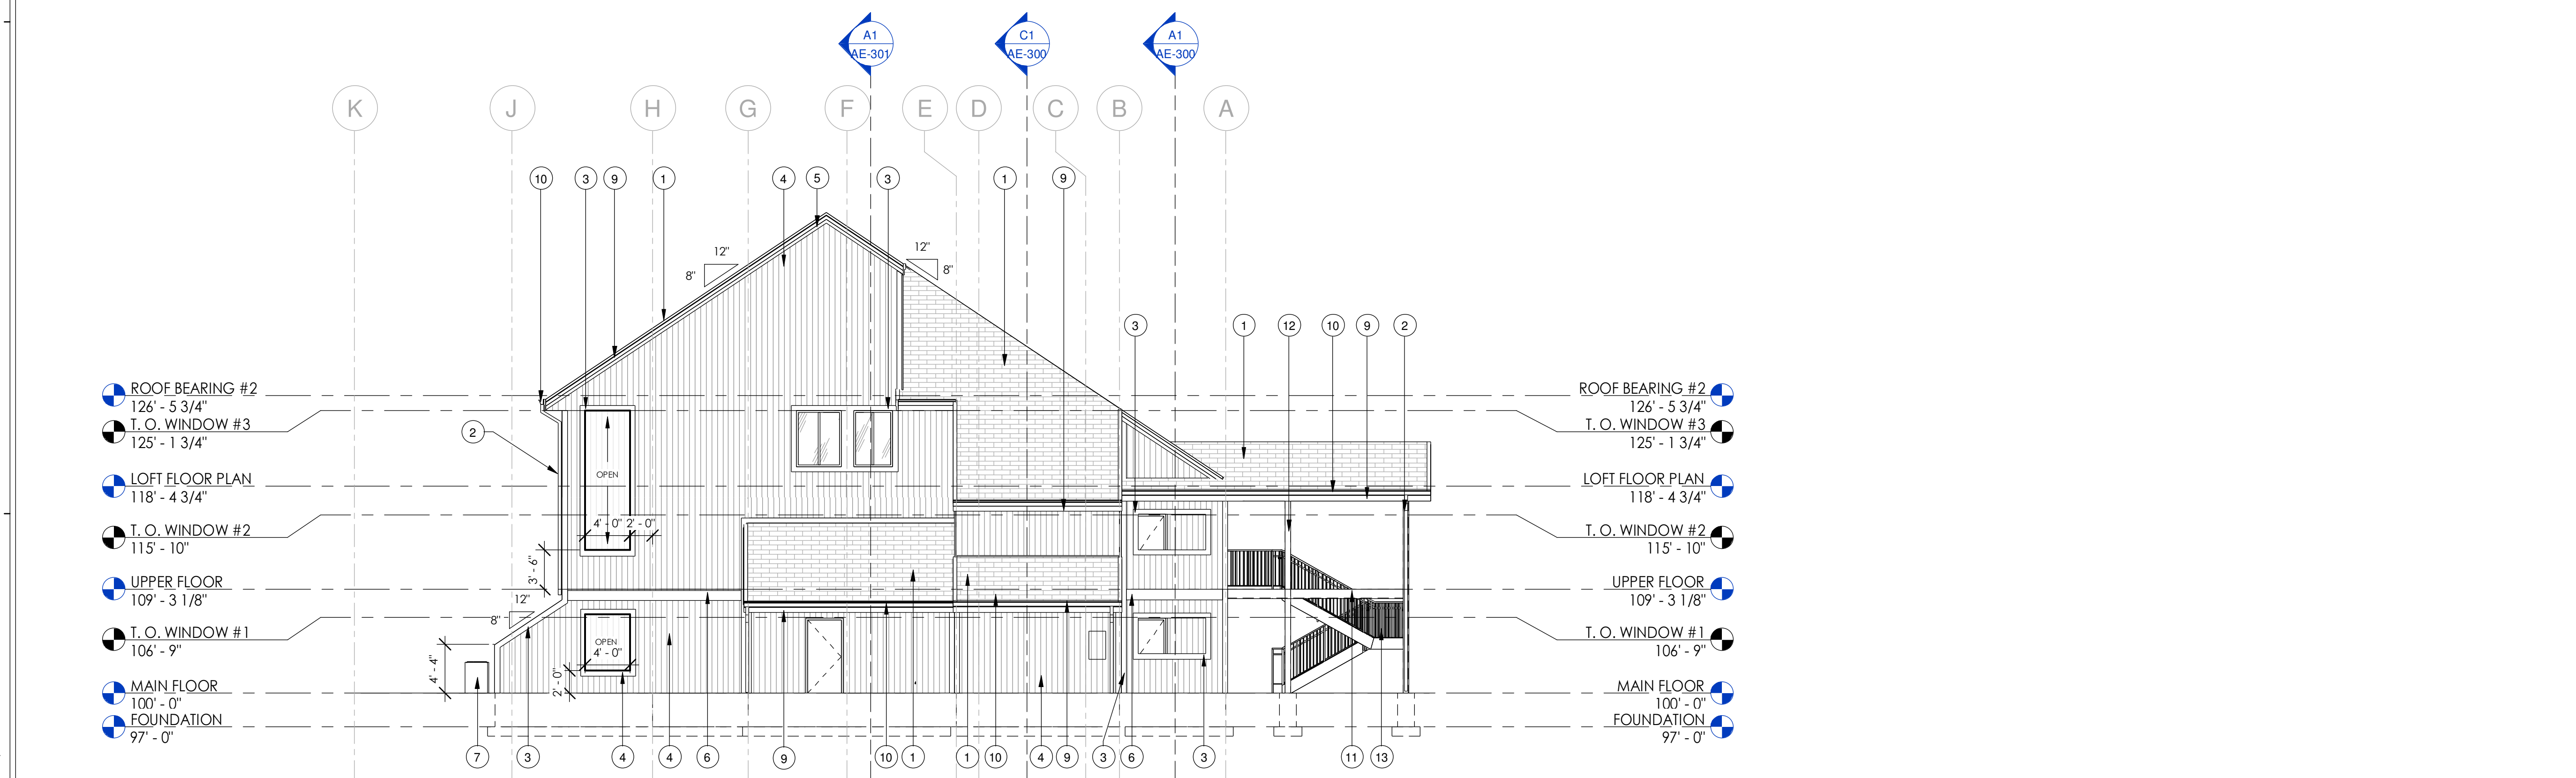 A1
AE-301
C1
AE-300
A1
AE-300
K
J
H
G
F
E
D
C
B
A
10
3
9
1
4
5
3
1
9
12"
8"
12"
8"
3
1
12
10
9
2
ROOF BEARING #2
126' - 5 3/4"
T. O. WINDOW #3
125' - 1 3/4"
LOFT FLOOR PLAN
118' - 4 3/4"
T. O. WINDOW #2
115' - 10"
UPPER FLOOR
109' - 3 1/8"
T. O. WINDOW #1
106' - 9"
MAIN FLOOR
100' - 0"
FOUNDATION
97' - 0"
2
OPEN
4' - 0" 2' - 0"
3' - 6"
12"
8"
OPEN
4' - 0"
4' - 4"
2' - 0"
ROOF BEARING #2
126' - 5 3/4"
T. O. WINDOW #3
125' - 1 3/4"
LOFT FLOOR PLAN
118' - 4 3/4"
T. O. WINDOW #2
115' - 10"
UPPER FLOOR
109' - 3 1/8"
T. O. WINDOW #1
106' - 9"
MAIN FLOOR
100' - 0"
FOUNDATION
97' - 0"
7
3
4
4
6
9
10
1
1
10
4
9
3
6
3
11
13